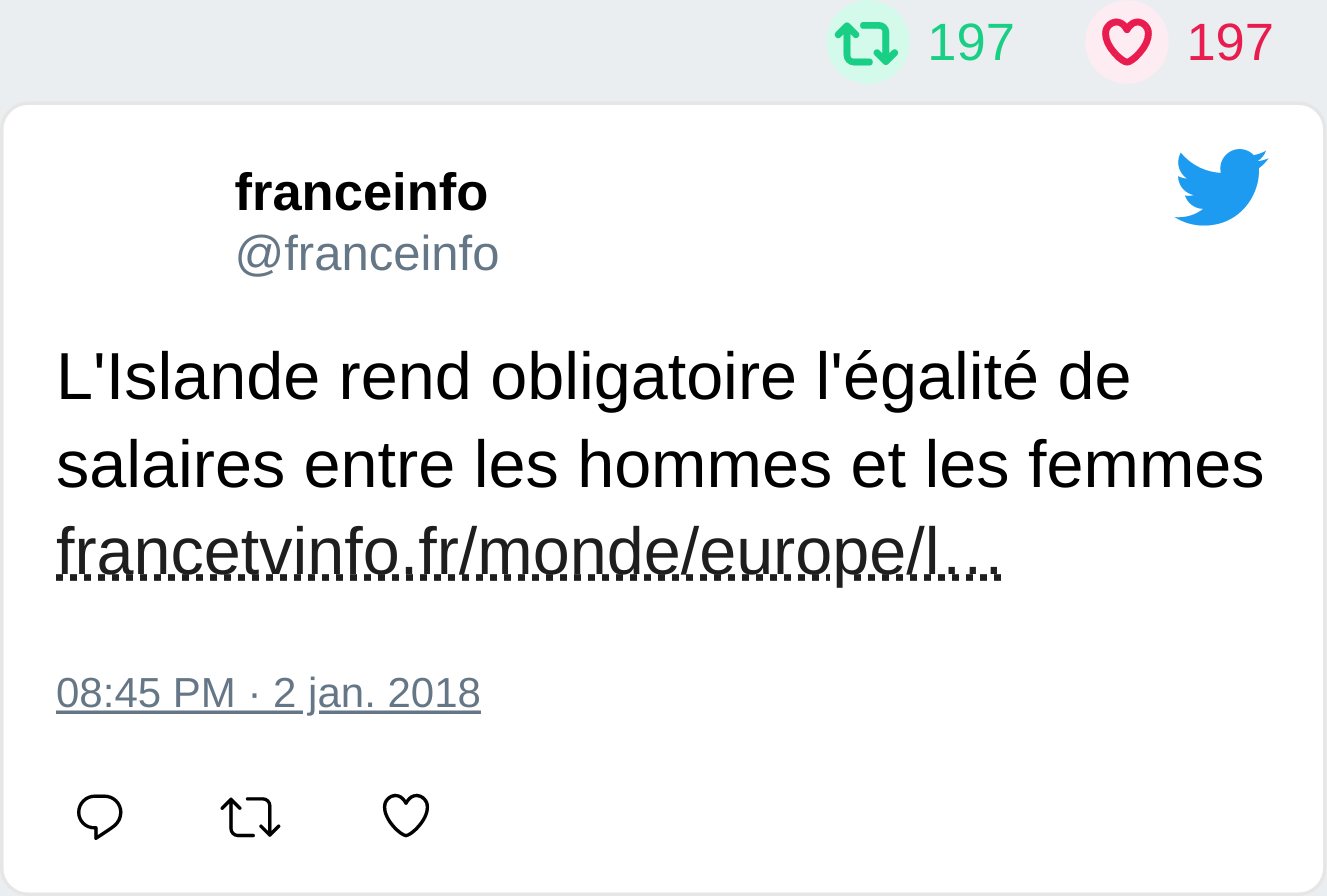 197 197
franceinfo
@franceinfo
L'Islande rend obligatoire l'égalité de
salaires entre les hommes et les femmes
francetvinfo.fr/monde/europe/l…
08:45 PM · 2 jan. 2018